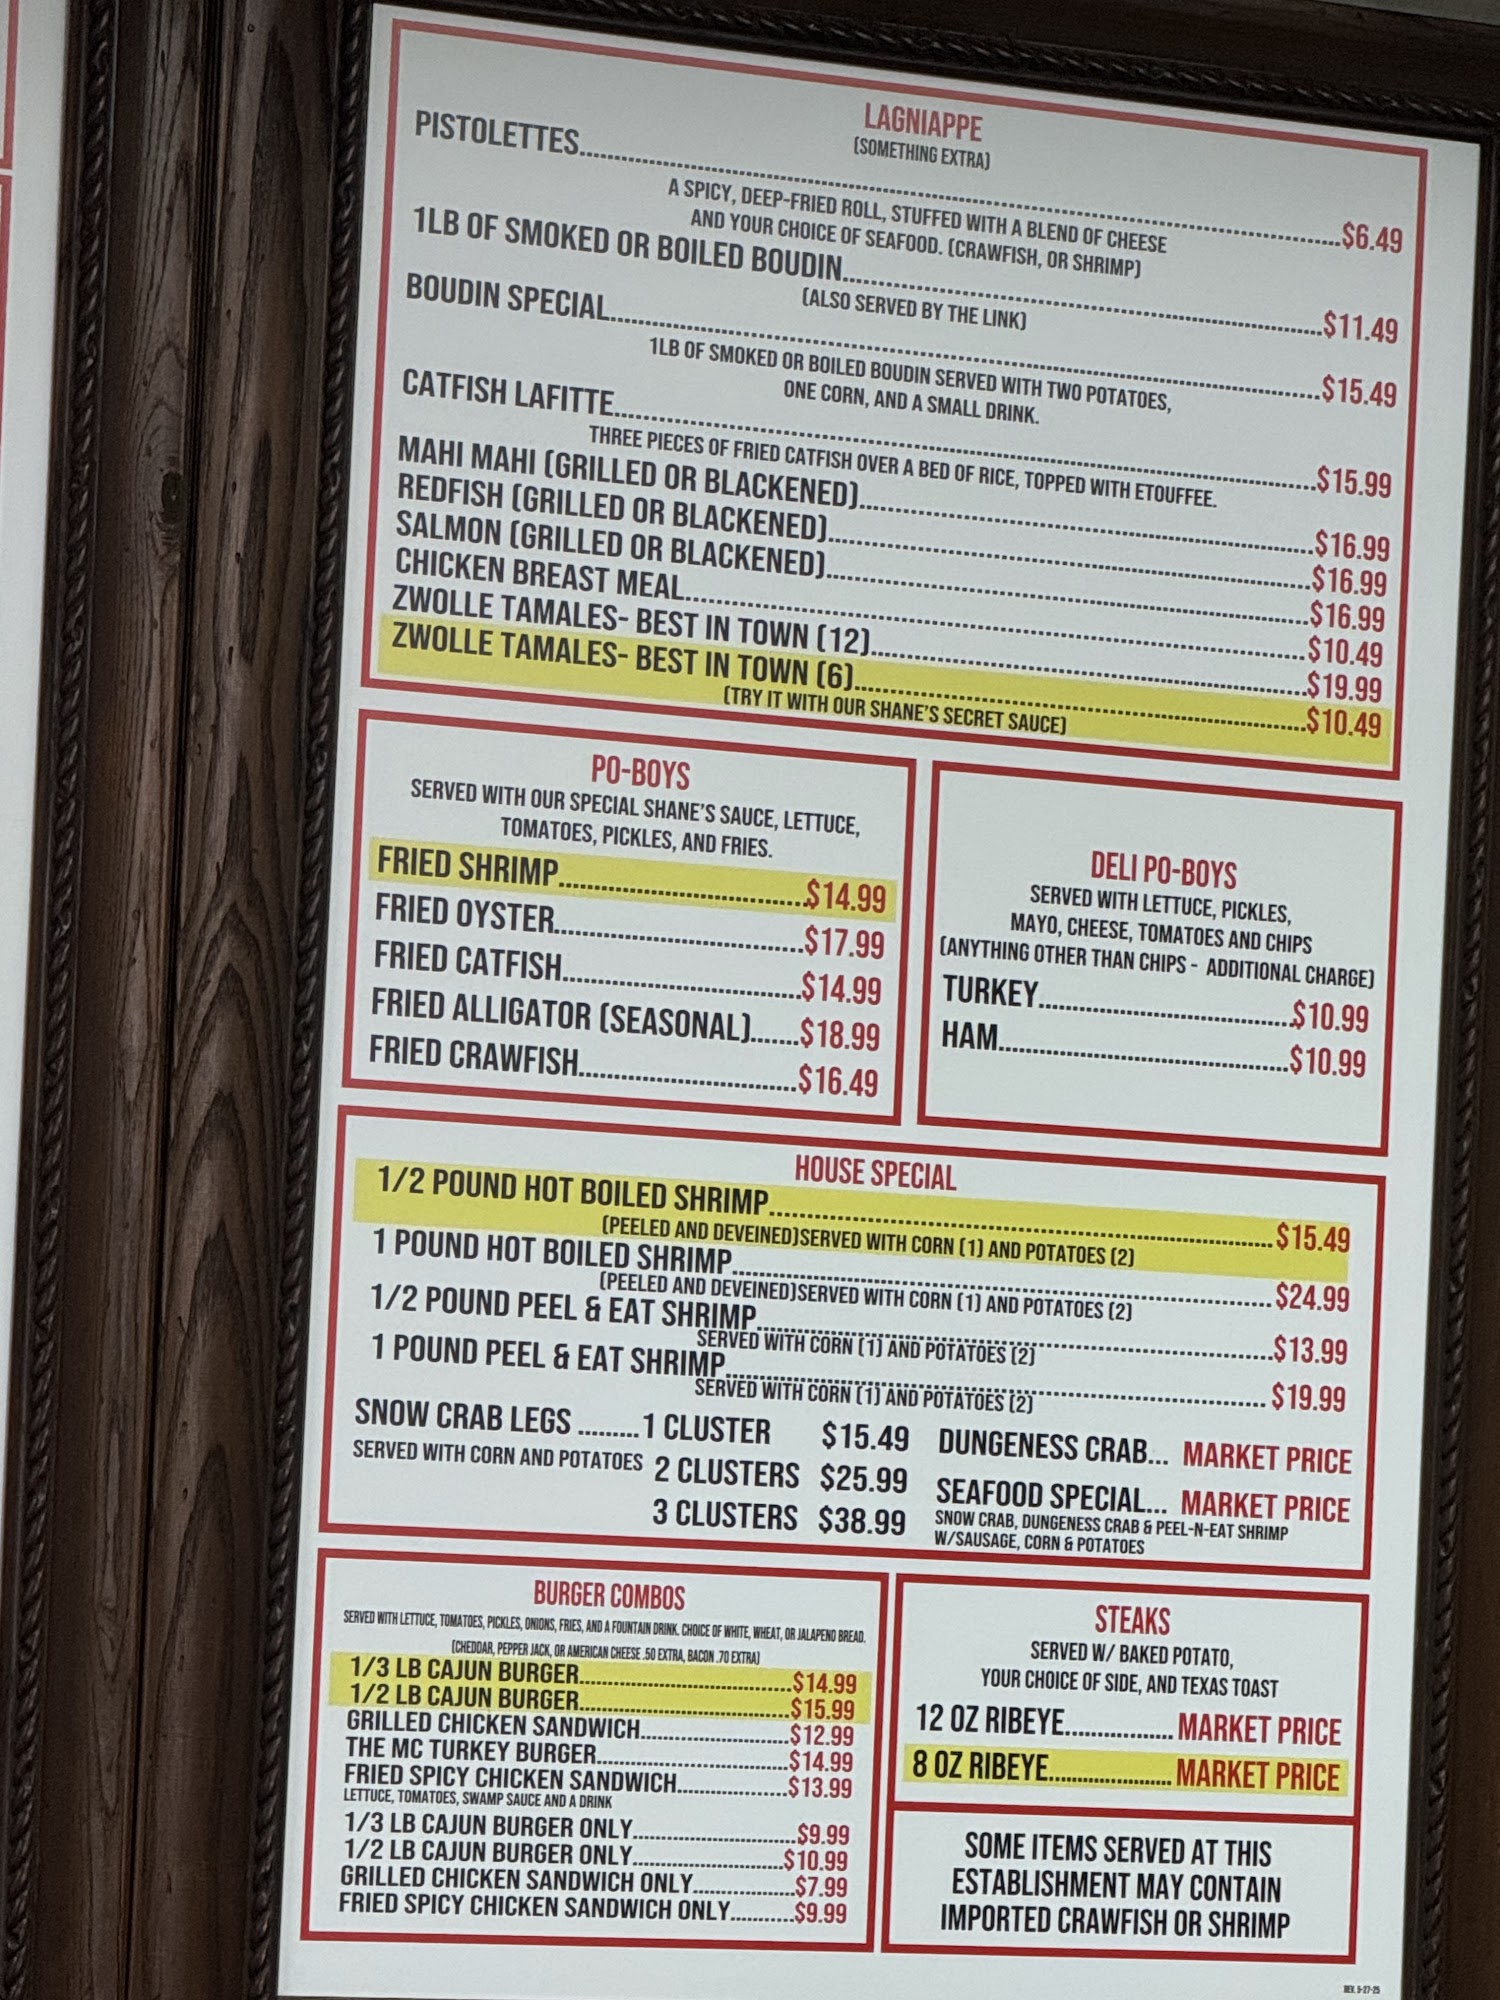 LAGNIAPPE
(SOMETHING EXTRA)
PISTOLETTES..........$6.49
A SPICY, DEEP-FRIED ROLL, STUFFED WITH A BLEND OF CHEESE
AND YOUR CHOICE OF SEAFOOD. (CRAWFISH, OR SHRIMP)
1LB OF SMOKED OR BOILED BOUDIN..........$11.49
(ALSO SERVED BY THE LINK)
BOUDIN SPECIAL..........$15.49
1LB OF SMOKED OR BOILED BOUDIN SERVED WITH TWO POTATOES,
ONE CORN, AND A SMALL DRINK.
CATFISH LAFITTE..........$15.99
THREE PIECES OF FRIED CATFISH OVER A BED OF RICE, TOPPED WITH ETOUFFEE.
MAHI MAHI (GRILLED OR BLACKENED)..........$16.99
REDFISH (GRILLED OR BLACKENED)..........$16.99
SALMON (GRILLED OR BLACKENED)..........$16.99
CHICKEN BREAST MEAL..........$10.49
ZWOLLE TAMALES- BEST IN TOWN (12)..........$19.99
ZWOLLE TAMALES- BEST IN TOWN (6)..........$10.49
(TRY IT WITH OUR SHANE'S SECRET SAUCE)
PO-BOYS
SERVED WITH OUR SPECIAL SHANE'S SAUCE, LETTUCE,
TOMATOES, PICKLES, AND FRIES.
FRIED SHRIMP..........$14.99
FRIED OYSTER..........$17.99
FRIED CATFISH..........$14.99
FRIED ALLIGATOR (SEASONAL).......$18.99
FRIED CRAWFISH..........$16.49
DELI PO-BOYS
SERVED WITH LETTUCE, PICKLES,
MAYO, CHEESE, TOMATOES AND CHIPS
(ANYTHING OTHER THAN CHIPS - ADDITIONAL CHARGE)
TURKEY..........$10.99
HAM..........$10.99
HOUSE SPECIAL
1/2 POUND HOT BOILED SHRIMP..........$15.49
(PEELED AND DEVEINED)SERVED WITH CORN (1) AND POTATOES (2)
1 POUND HOT BOILED SHRIMP..........$24.99
(PEELED AND DEVEINED)SERVED WITH CORN (1) AND POTATOES (2)
1/2 POUND PEEL & EAT SHRIMP..........$13.99
SERVED WITH CORN (1) AND POTATOES (2)
1 POUND PEEL & EAT SHRIMP..........$19.99
SERVED WITH CORN (1) AND POTATOES (2)
SNOW CRAB LEGS .........1 CLUSTER $15.49
SERVED WITH CORN AND POTATOES 2 CLUSTERS $25.99
3 CLUSTERS $38.99
DUNGENESS CRAB... MARKET PRICE
SEAFOOD SPECIAL... MARKET PRICE
SNOW CRAB, DUNGENESS CRAB & PEEL-N-EAT SHRIMP
W/SAUSAGE, CORN & POTATOES
BURGER COMBOS
SERVED WITH LETTUCE, TOMATOES, PICKLES, ONIONS, FRIES, AND A FOUNTAIN DRINK. CHOICE OF WHITE, WHEAT, OR JALAPENO BREAD.
(CHEDDAR, PEPPER JACK, OR AMERICAN CHEESE .50 EXTRA, BACON .70 EXTRA)
1/3 LB CAJUN BURGER..........$14.99
1/2 LB CAJUN BURGER..........$15.99
GRILLED CHICKEN SANDWICH..........$12.99
THE MC TURKEY BURGER..........$14.99
FRIED SPICY CHICKEN SANDWICH..........$13.99
LETTUCE, TOMATOES, SWAMP SAUCE AND A DRINK
1/3 LB CAJUN BURGER ONLY..........$9.99
1/2 LB CAJUN BURGER ONLY..........$10.99
GRILLED CHICKEN SANDWICH ONLY..........$7.99
FRIED SPICY CHICKEN SANDWICH ONLY..........$9.99
STEAKS
SERVED W/ BAKED POTATO,
YOUR CHOICE OF SIDE, AND TEXAS TOAST
12 OZ RIBEYE.......... MARKET PRICE
8 OZ RIBEYE.......... MARKET PRICE
SOME ITEMS SERVED AT THIS
ESTABLISHMENT MAY CONTAIN
IMPORTED CRAWFISH OR SHRIMP
REV. 5-27-25